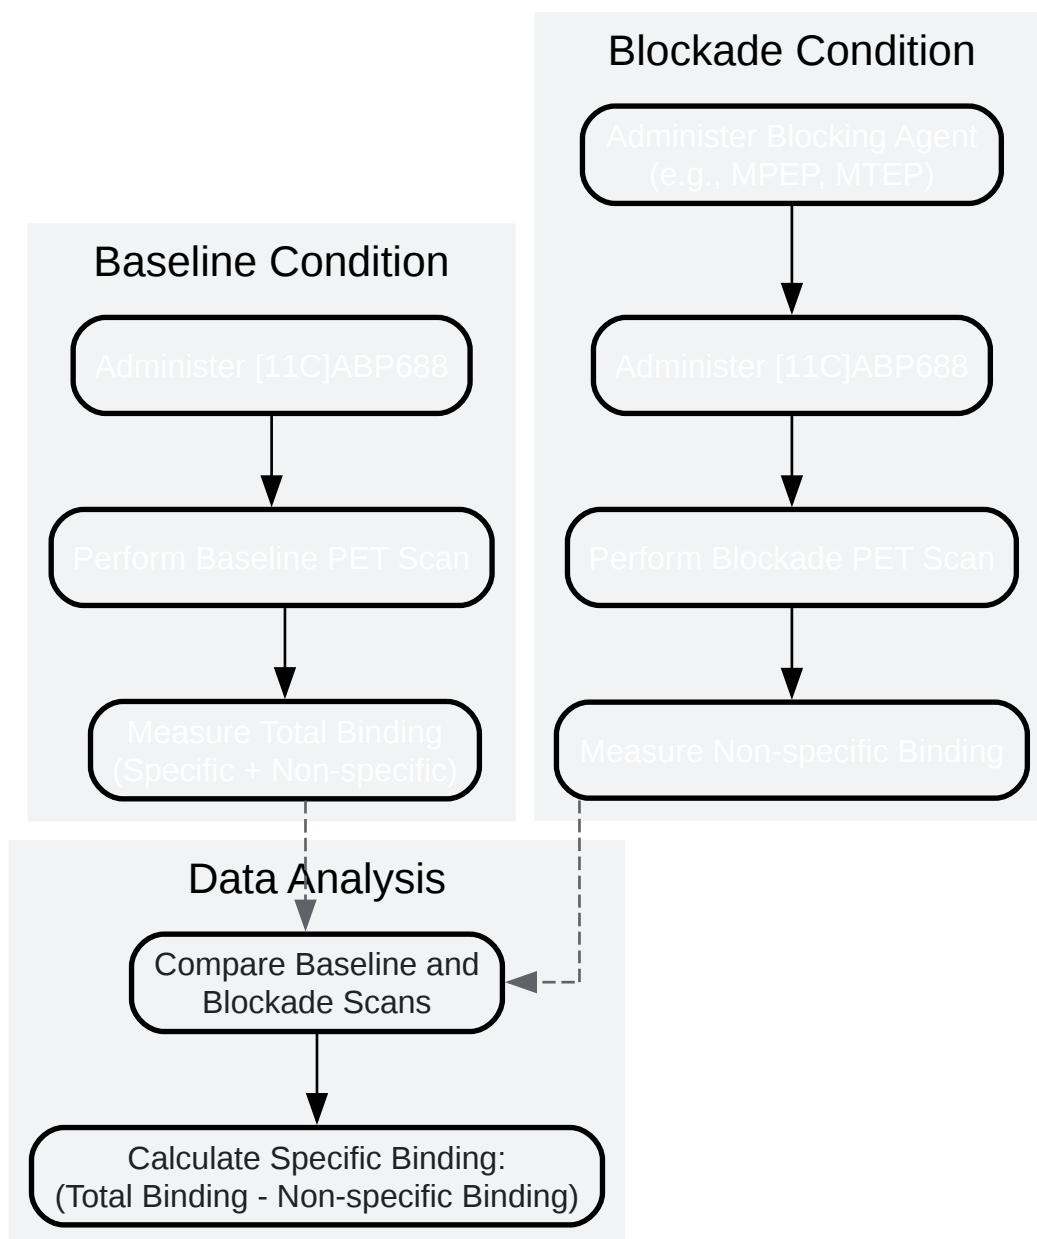 Blockade Condition
Administer Blocking Agent
(e.g., MPEP, MTEP)
Administer [11C]ABP688
Perform Blockade PET Scan
Measure Non-specific Binding
Baseline Condition
Administer [11C]ABP688
Perform Baseline PET Scan
Measure Total Binding
(Specific + Non-specific)
Data Analysis
Compare Baseline and
Blockade Scans
Calculate Specific Binding:
(Total Binding - Non-specific Binding)